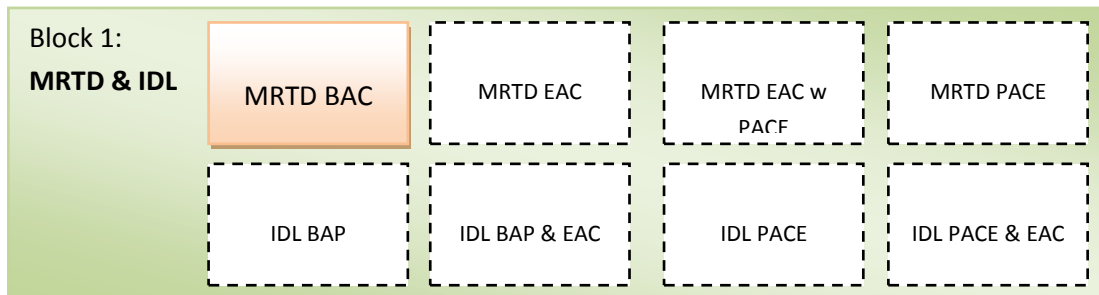 Block 1:
MRTD & IDL
MRTD BAC
MRTD EAC
MRTD EAC w
PACE
MRTD PACE
IDL BAP
IDL BAP & EAC
IDL PACE
IDL PACE & EAC